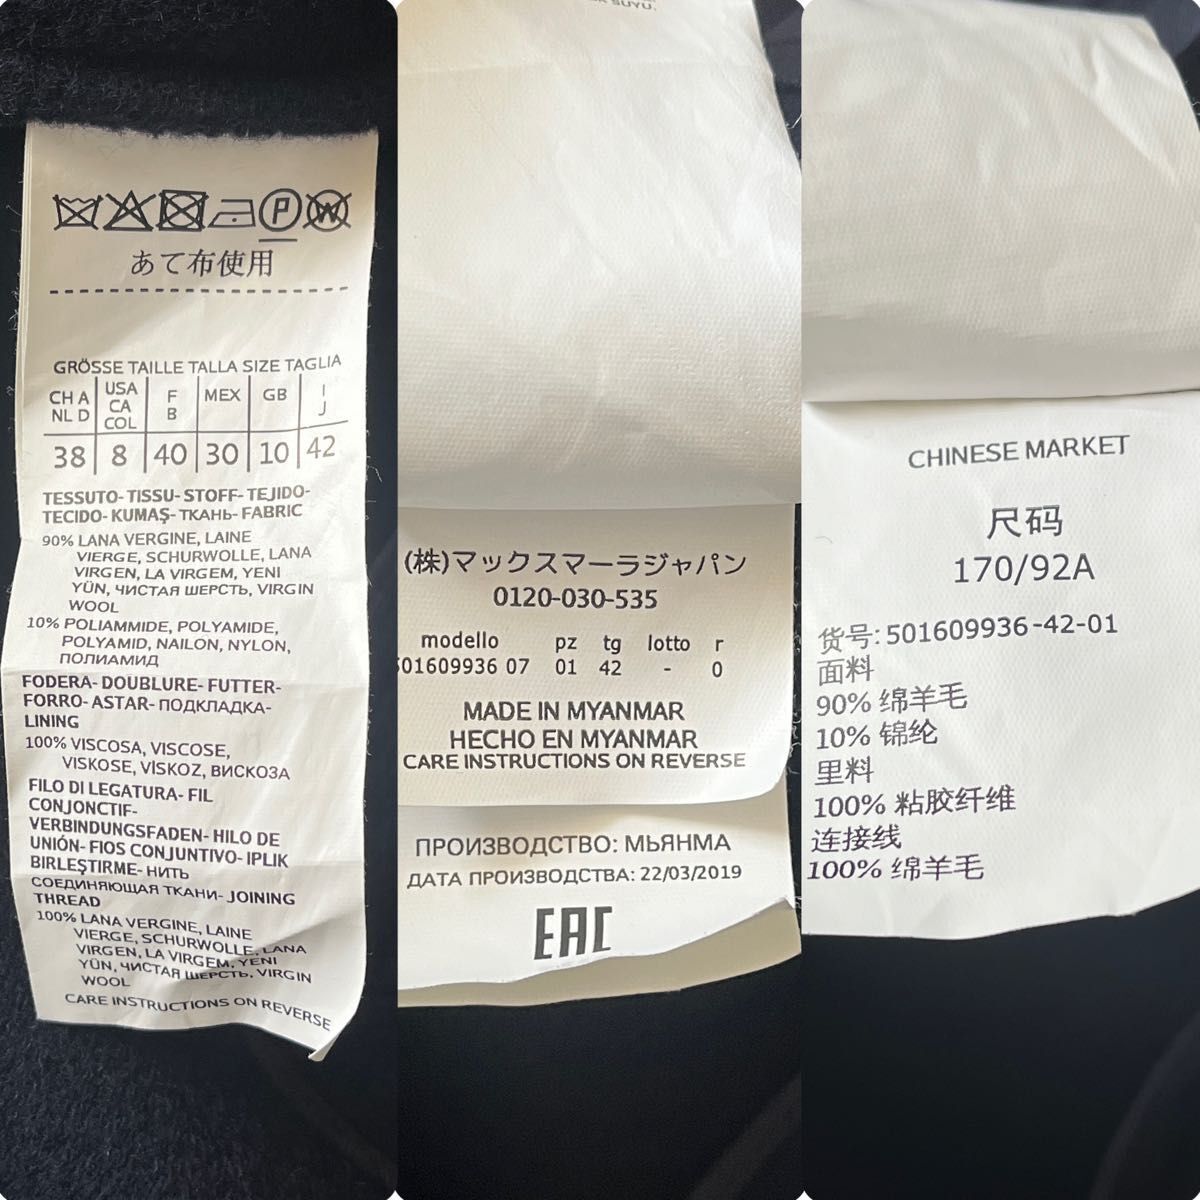 P W
あて布使用
GRÖSSE TAILLE TALLA SIZE TAGLIA
CH A NL D USA CA COL F B MEX GB I J
38 8 40 30 10 42
TESSUTO- TISSU- STOFF- TEJIDO-
TECIDO- KUMAŞ- ТКАНЬ- FABRIC
90% LANA VERGINE, LAINE
VIERGE, SCHURWOLLE, LANA
VIRGEN, LA VIRGEM, YENI
YÜN, ЧИСТАЯ ШЕРСТЬ, VIRGIN
WOOL
10% POLIAMMIDE, POLYAMIDE,
POLYAMID, NAILON, NYLON,
ПОЛИАМИД
FODERA- DOUBLURE- FUTTER-
FORRO- ASTAR- ПОДКЛАДКА-
LINING
100% VISCOSA, VISCOSE,
VISKOSE, VİSKOZ, ВИСКОЗА
FILO DI LEGATURA- FIL
CONJONCTIF-
VERBINDUNGSFADEN- HILO DE
UNIÓN- FIOS CONJUNTIVO- IPLIK
BIRLEŞTIRME- НИТЬ
СОЕДИНЯЮЩАЯ ТКАНИ- JOINING
THREAD
100% LANA VERGINE, LAINE
VIERGE, SCHURWOLLE, LANA
VIRGEN, LA VIRGEM, YENI
YÜN, ЧИСТАЯ ШЕРСТЬ, VIRGIN
WOOL
CARE INSTRUCTIONS ON REVERSE
SUYU.
(株)マックスマーラジャパン
0120-030-535
modello pz tg lotto r
501609936 07 01 42 - 0
MADE IN MYANMAR
HECHO EN MYANMAR
CARE INSTRUCTIONS ON REVERSE
ПРОИЗВОДСТВО: МЬЯНМА
ДАТА ПРОИЗВОДСТВА: 22/03/2019
EAC
CHINESE MARKET
尺码
170/92A
货号: 501609936-42-01
面料
90% 绵羊毛
10% 锦纶
里料
100% 粘胶纤维
连接线
100% 绵羊毛